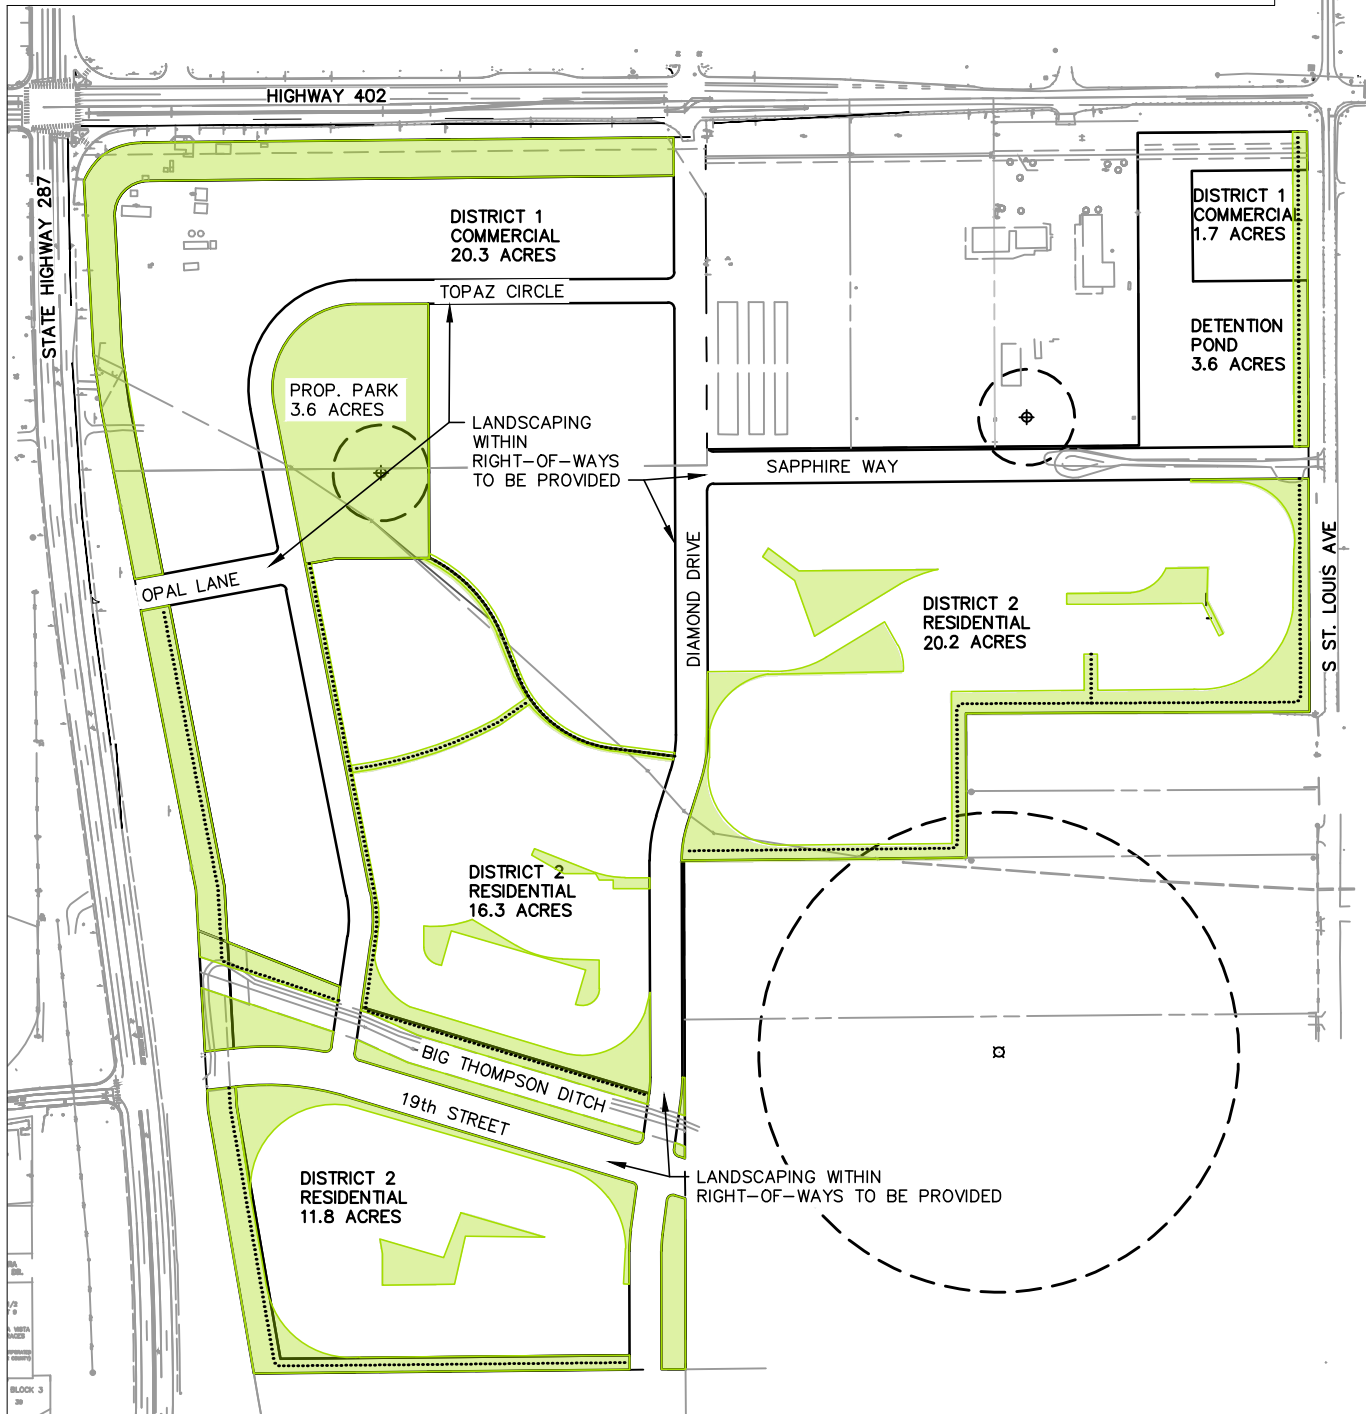 HIGHWAY 402
STATE HIGHWAY 287
DISTRICT 1
COMMERCIAL
20.3 ACRES
DISTRICT 1
COMMERCIAL
1.7 ACRES
TOPAZ CIRCLE
DETENTION
POND
3.6 ACRES
PROP. PARK
3.6 ACRES
LANDSCAPING
WITHIN
RIGHT-OF-WAYS
TO BE PROVIDED
SAPPHIRE WAY
OPAL LANE
DIAMOND DRIVE
S ST. LOUIS AVE
DISTRICT 2
RESIDENTIAL
20.2 ACRES
DISTRICT 2
RESIDENTIAL
16.3 ACRES
BIG THOMPSON DITCH
19th STREET
DISTRICT 2
RESIDENTIAL
11.8 ACRES
LANDSCAPING WITHIN
RIGHT-OF-WAYS TO BE PROVIDED
BLOCK 3
39